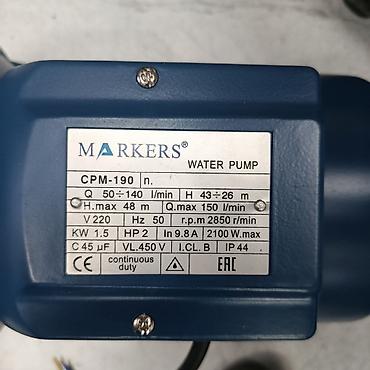 MARKERS®
WATER PUMP
CPM-190 n.
Q 50÷140 l/min H 43÷26 m
H.max 48 m Q.max 150 l/min
V 220 Hz 50 r.p.m 2850 r/min
KW 1.5 HP 2 In 9.8 A 2100 W.max
C 45 µF VL.450 V I.CL. B IP 44
CE continuous duty EAC